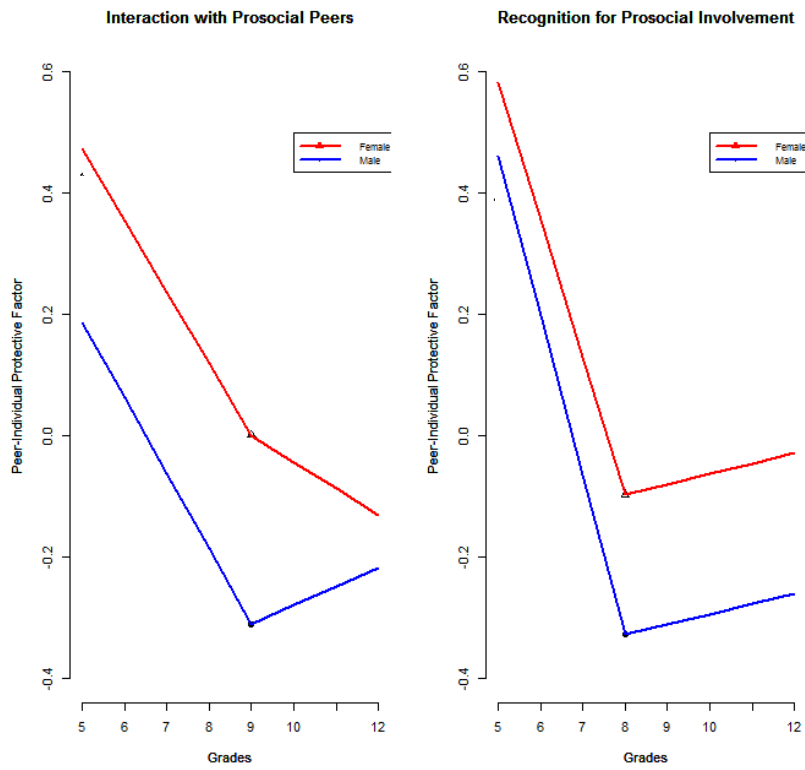 Interaction with Prosocial Peers
Peer-Individual Protective Factor
0.6
0.4
0.2
0.0
-0.2
-0.4
Female
Male
5 6 7 8 9 10 12
Grades
Recognition for Prosocial Involvement
Peer-Individual Protective Factor
0.6
0.4
0.2
0.0
-0.2
-0.4
Female
Male
5 6 7 8 9 10 12
Grades